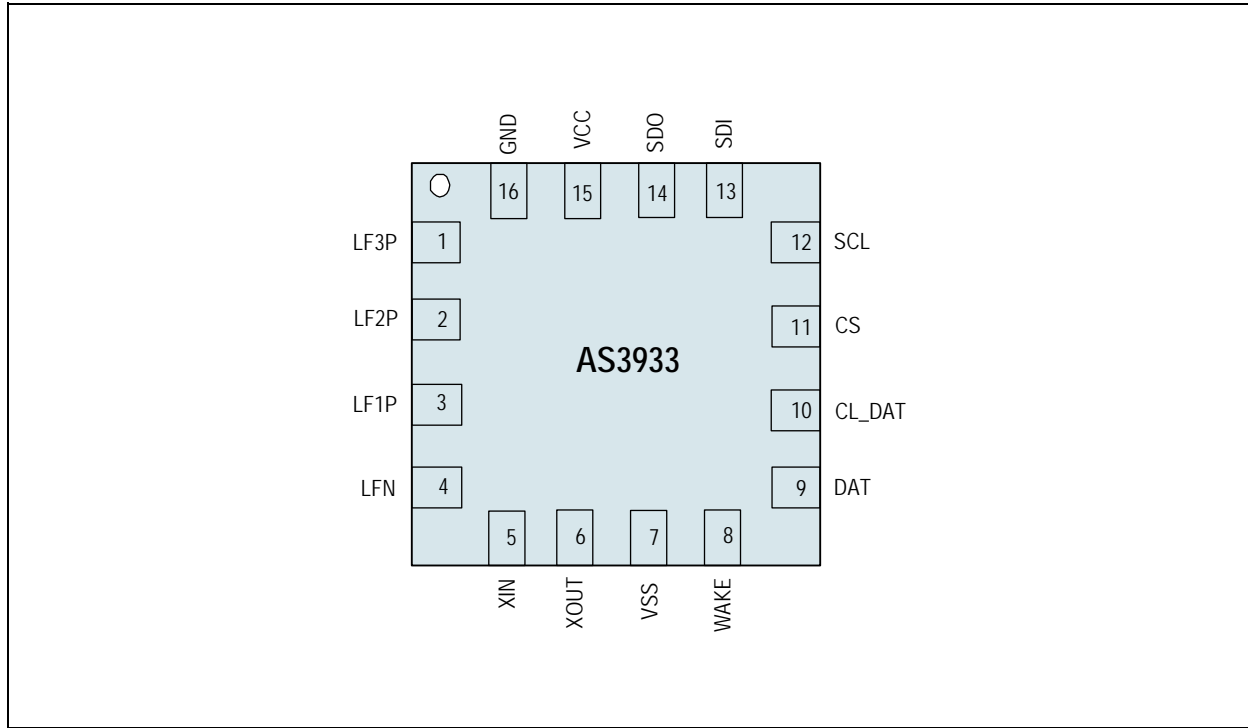 GND VCC SDO SDI
16 15 14 13
LF3P 1 12 SCL
LF2P 2 11 CS
AS3933
LF1P 3 10 CL_DAT
LFN 4 9 DAT
5 6 7 8
XIN XOUT VSS WAKE